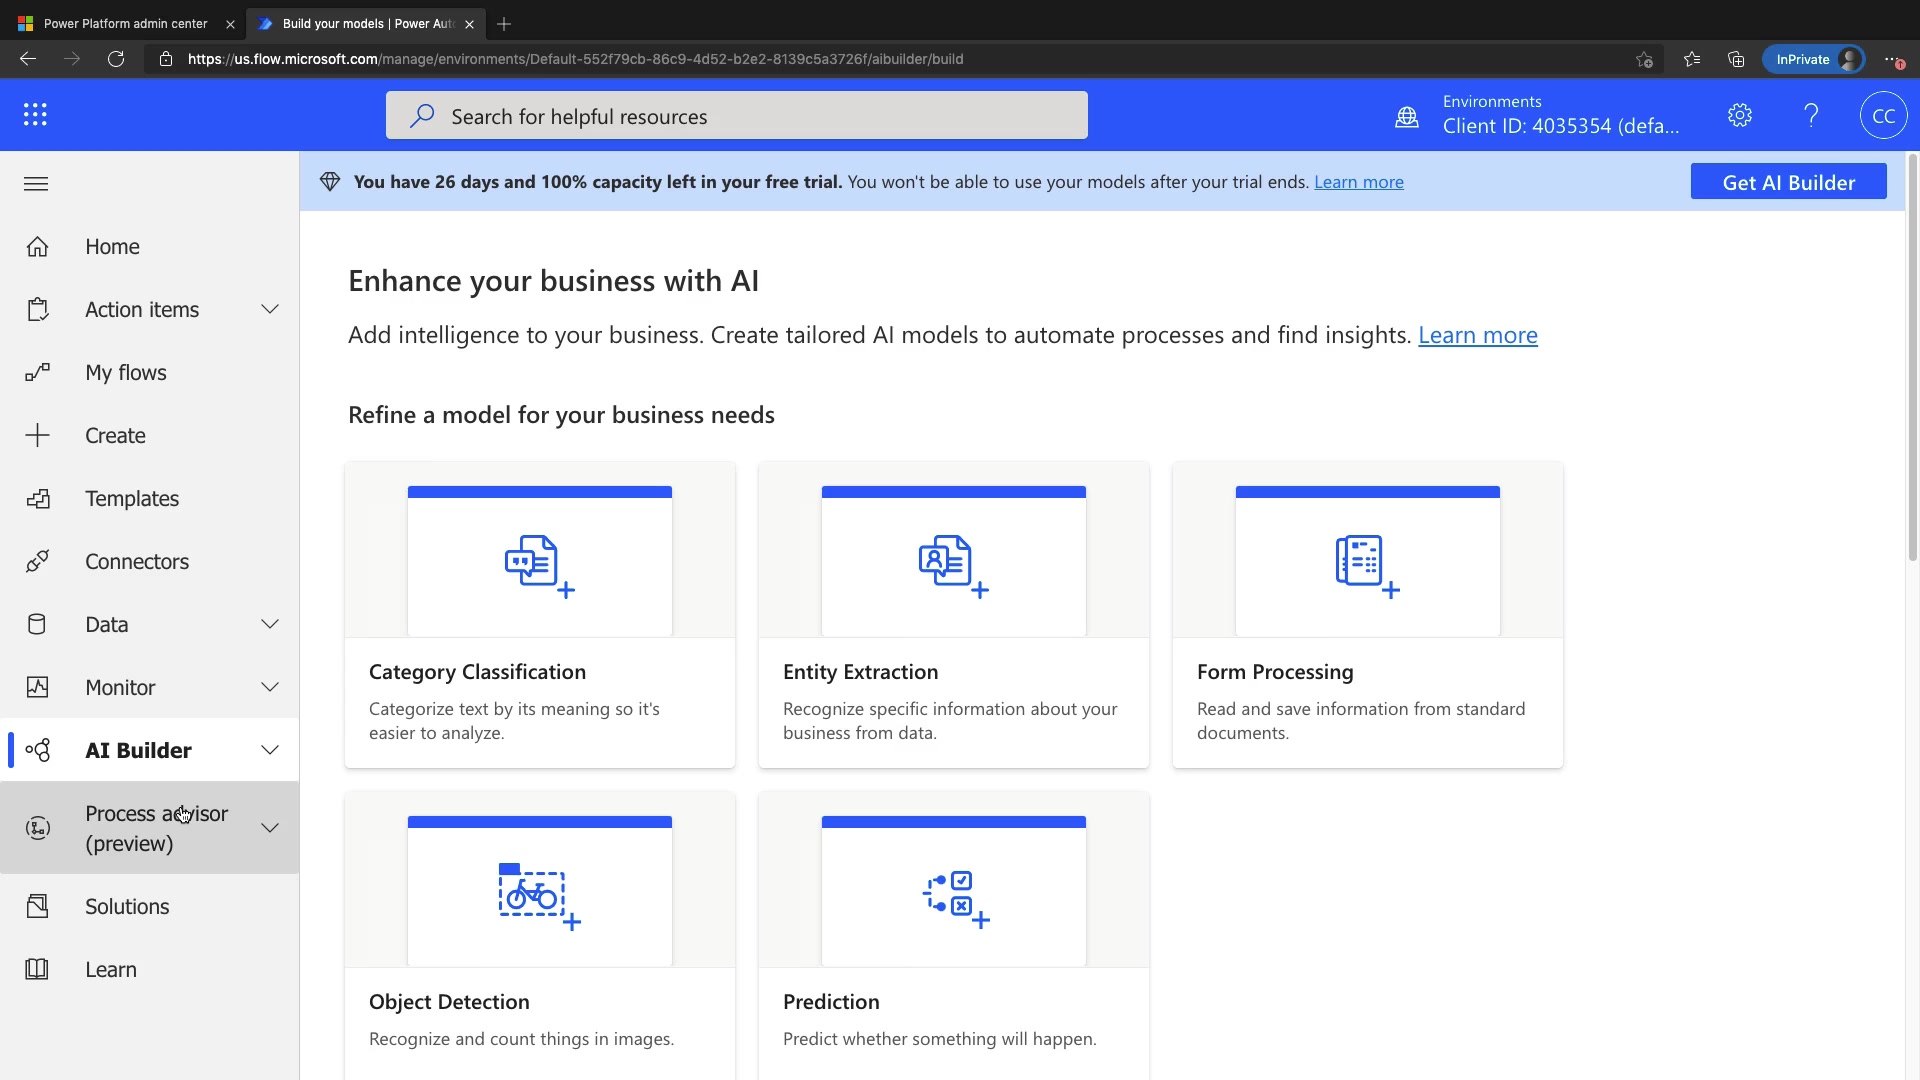 Power Platform admin center
Build your models | Power Aut
https://us.flow.microsoft.com/manage/environments/Default-552f79cb-86c9-4d52-b2e2-8139c5a3726f/aibuilder/build
InPrivate
Search for helpful resources
Environments
Client ID: 4035354 (defa...
CC
You have 26 days and 100% capacity left in your free trial. You won't be able to use your models after your trial ends. Learn more
Get AI Builder
Home
Action items
My flows
Create
Templates
Connectors
Data
Monitor
AI Builder
Process advisor
(preview)
Solutions
Learn
Enhance your business with AI
Add intelligence to your business. Create tailored AI models to automate processes and find insights. Learn more
Refine a model for your business needs
Category Classification
Categorize text by its meaning so it's
easier to analyze.
Entity Extraction
Recognize specific information about your
business from data.
Form Processing
Read and save information from standard
documents.
Object Detection
Recognize and count things in images.
Prediction
Predict whether something will happen.